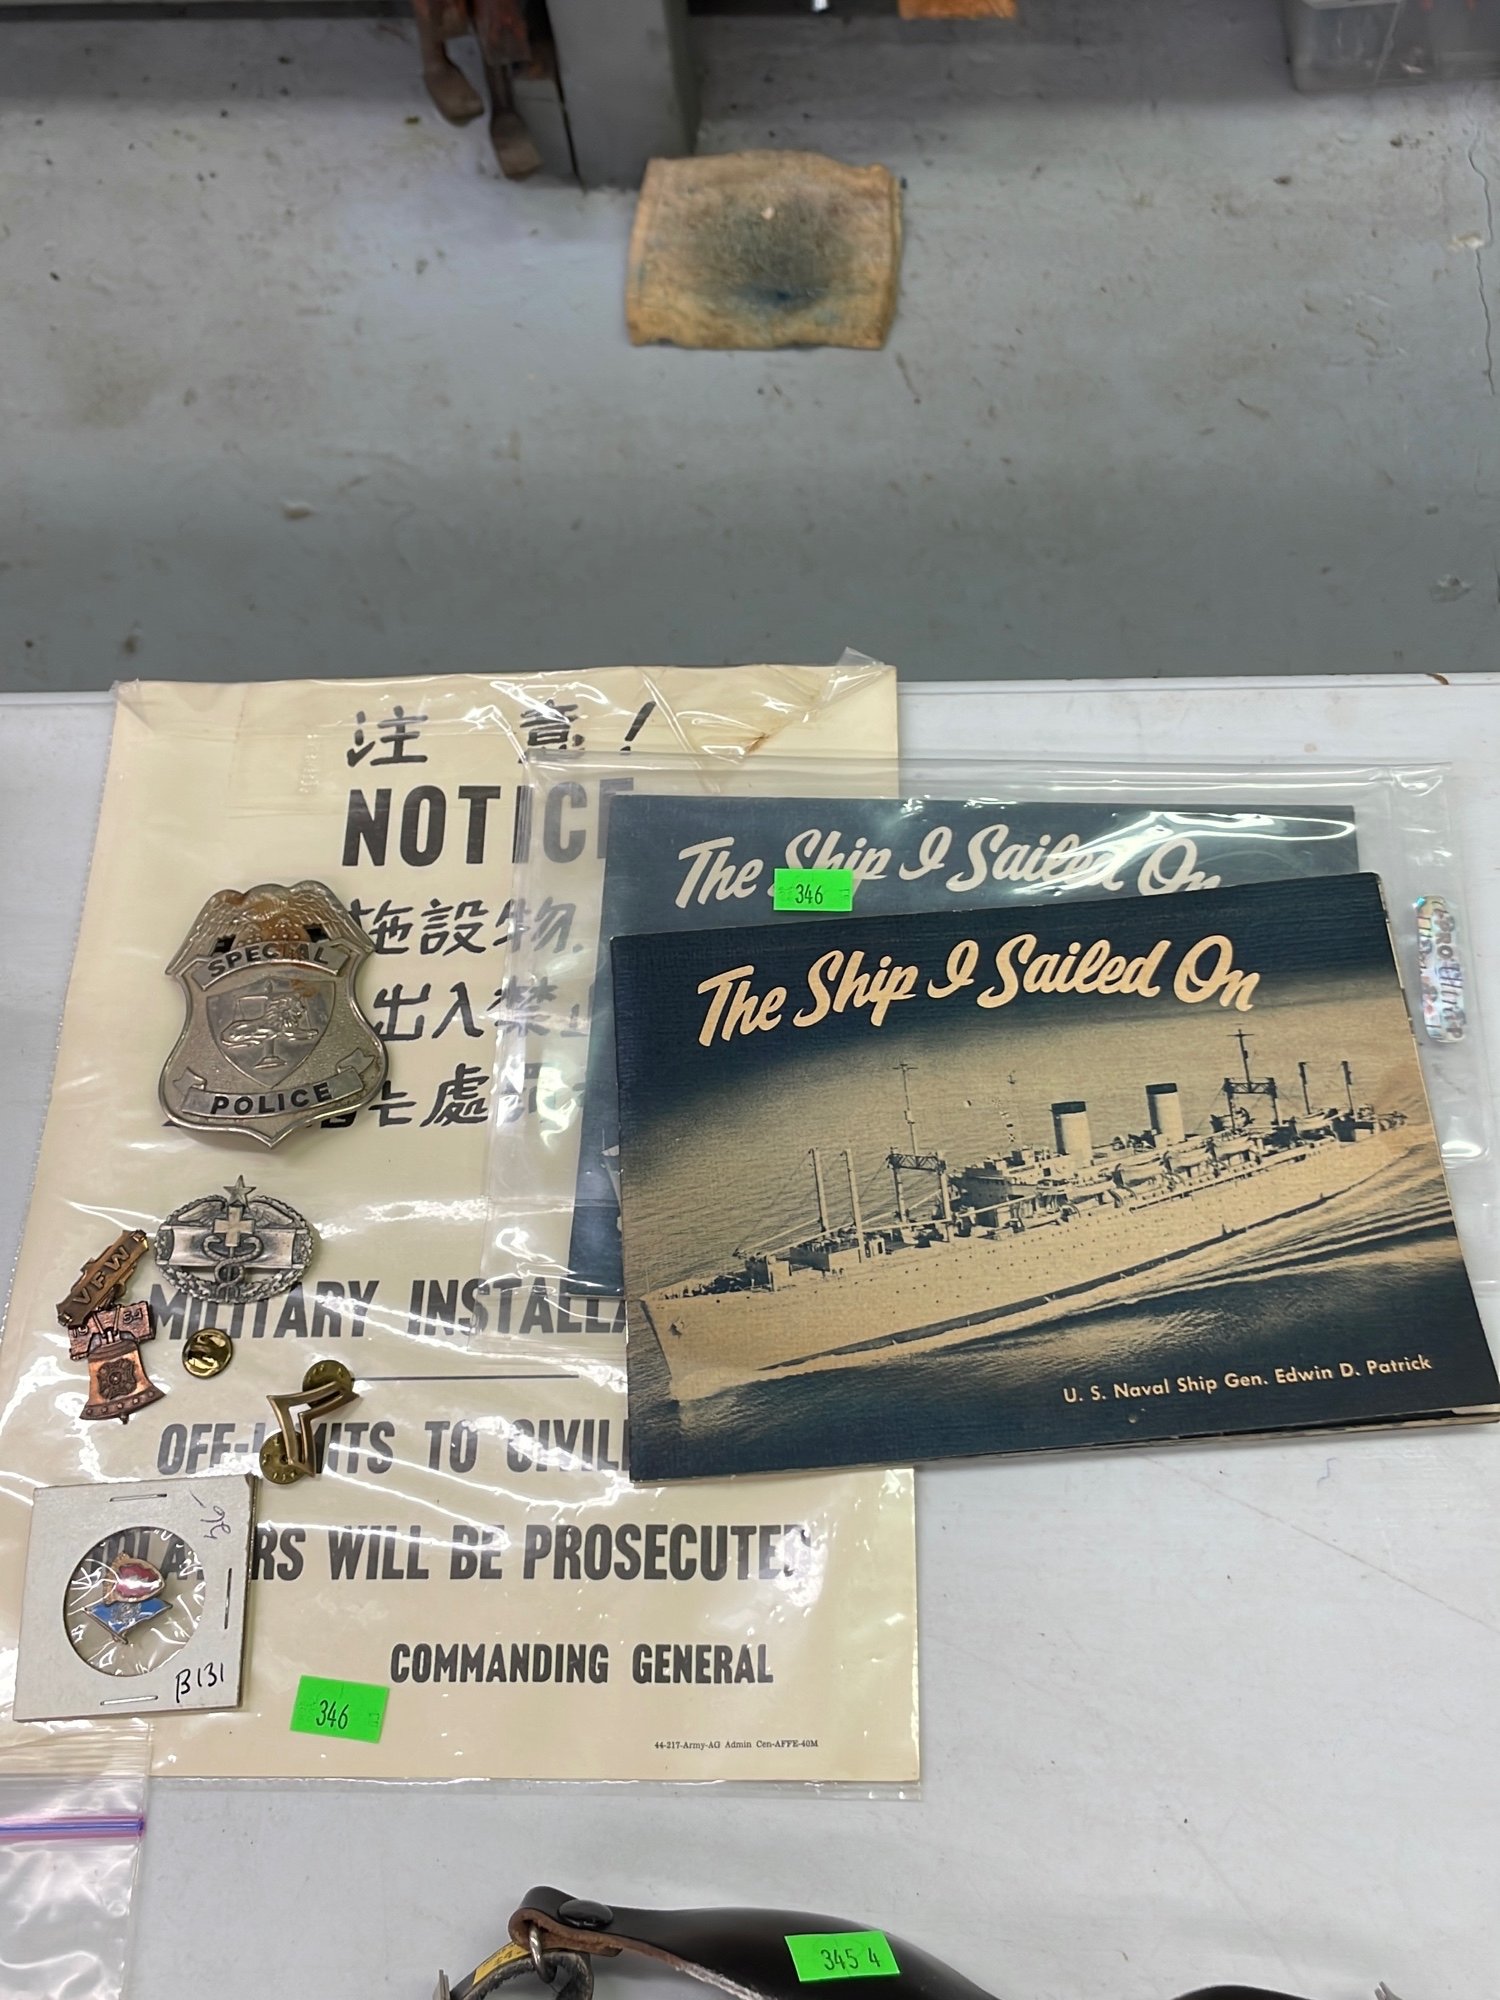 注 意!
NOTICE
施設物
出入禁止
處
MILITARY INSTALLA
OFF-LIMITS TO CIVIL
RS WILL BE PROSECUTED
COMMANDING GENERAL
44-217-Army-AG Admin Cen-AFFE-40M
346
SPECIAL
POLICE
VFW
1964
B131
The Ship I Sailed On
346
The Ship I Sailed On
U. S. Naval Ship Gen. Edwin D. Patrick
345 4